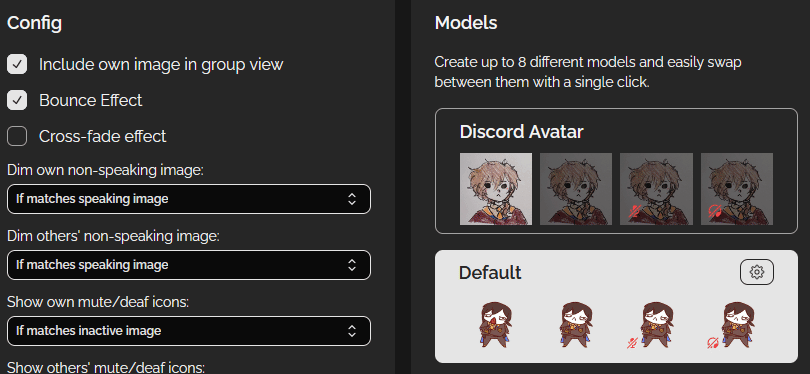 Config
Include own image in group view
Bounce Effect
Cross-fade effect
Dim own non-speaking image:
If matches speaking image
Dim others' non-speaking image:
If matches speaking image
Show own mute/deaf icons:
If matches inactive image
Show others' mute/deaf icons:
Models
Create up to 8 different models and easily swap
between them with a single click.
Discord Avatar
Default